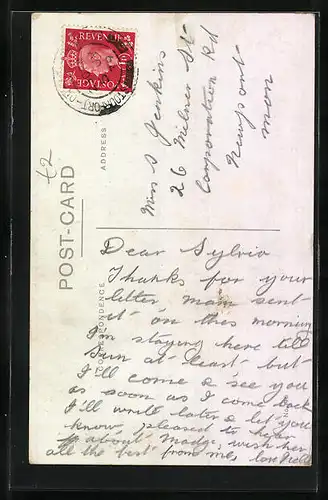 POSTAGE
REVENUE
42
POST-CARD
ADDRESS
Miss S Jenkins
26 Milner St
Corporation Rd
Newport
Mon
CORRESPONDENCE
Dear Sylvia
Thanks for your
letter mam sent
it on this morning
I'm staying here till
Sun at least but
I'll come & see you
as soon as I come back
I'll write later & let you
know, pleased to hear
about Madge, wish her
all the best from me, love